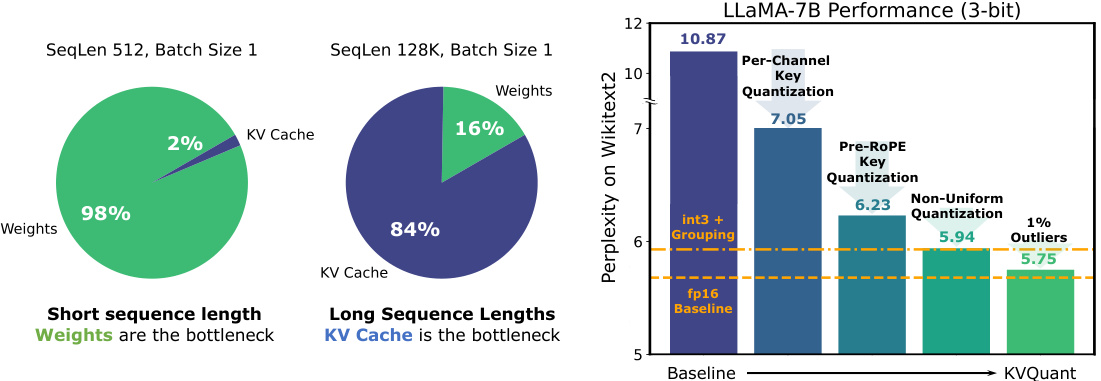 SeqLen 512, Batch Size 1
2%
KV Cache
98%
Weights
Short sequence length
Weights are the bottleneck
SeqLen 128K, Batch Size 1
Weights
16%
84%
KV Cache
Long Sequence Lengths
KV Cache is the bottleneck
LLaMA-7B Performance (3-bit)
Perplexity on Wikitext2
12
10
7
6
5
10.87
Per-Channel
Key
Quantization
7.05
Pre-RoPE
Key
Quantization
6.23
Non-Uniform
Quantization
5.94
1%
Outliers
5.75
int3 +
Grouping
fp16
Baseline
Baseline
KVQuant